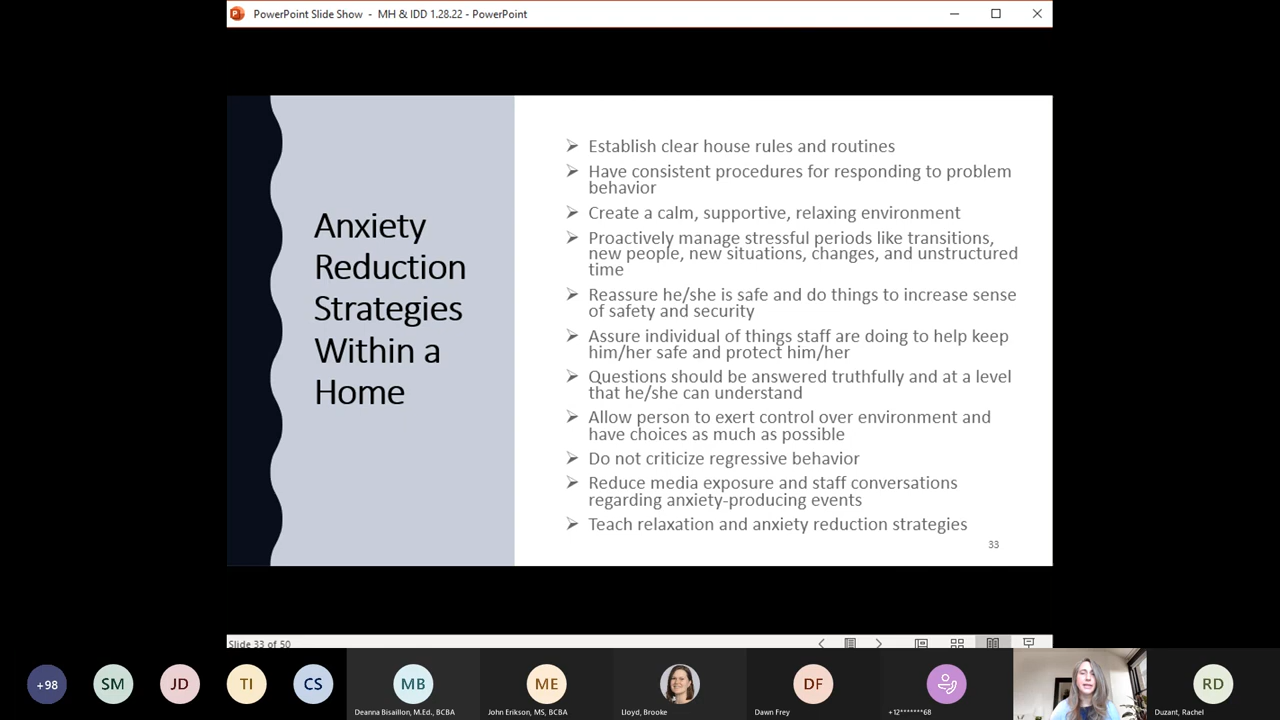 PowerPoint Slide Show - MH & IDD 1.28.22 - PowerPoint
Anxiety
Reduction
Strategies
Within a
Home
Establish clear house rules and routines
Have consistent procedures for responding to problem
behavior
Create a calm, supportive, relaxing environment
Proactively manage stressful periods like transitions,
new people, new situations, changes, and unstructured
time
Reassure he/she is safe and do things to increase sense
of safety and security
Assure individual of things staff are doing to help keep
him/her safe and protect him/her
Questions should be answered truthfully and at a level
that he/she can understand
Allow person to exert control over environment and
have choices as much as possible
Do not criticize regressive behavior
Reduce media exposure and staff conversations
regarding anxiety-producing events
Teach relaxation and anxiety reduction strategies
33
Slide 33 of 50
+98
SM
JD
TI
CS
MB
Deanna Bisaillon, M.Ed., BCBA
ME
John Erikson, MS, BCBA
Lloyd, Brooke
DF
Dawn Frey
+12*******68
RD
Duzant, Rachel